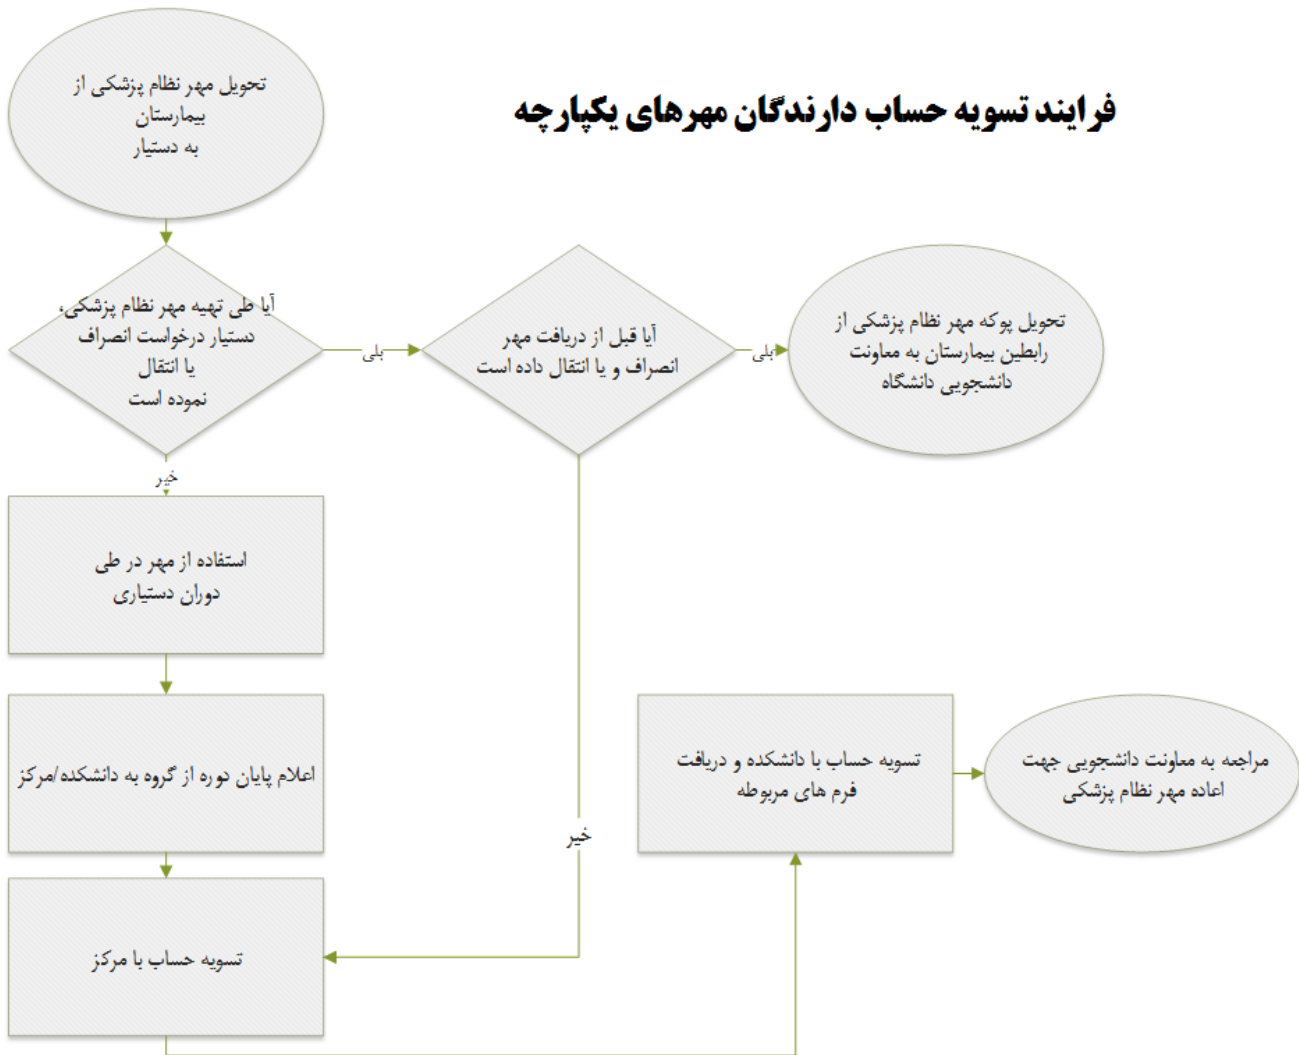 فرایند تسویه حساب دارندگان مهرهای یکپارچه
تحویل مهر نظام پزشکی از
بیمارستان
به دستیار
آیا طی تهیه مهر نظام پزشکی،
دستیار درخواست انصراف
یا انتقال
نموده است
بلی
آیا قبل از دریافت مهر
انصراف و یا انتقال داده است
بلی
تحویل پوکه مهر نظام پزشکی از
رابطین بیمارستان به معاونت
دانشجویی دانشگاه
خیر
استفاده از مهر در طی
دوران دستیاری
اعلام پایان دوره از گروه به دانشکده/مرکز
خیر
تسویه حساب با مرکز
تسویه حساب با دانشکده و دریافت
فرم های مربوطه
مراجعه به معاونت دانشجویی جهت
اعاده مهر نظام پزشکی